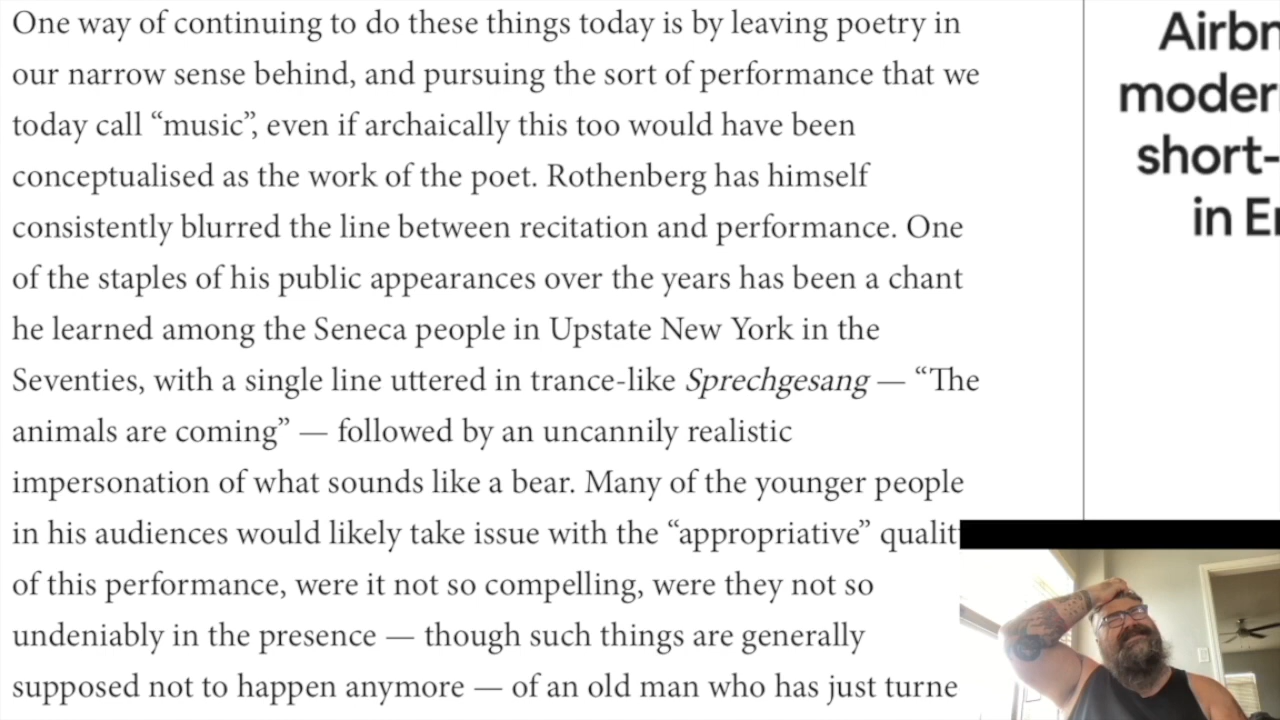 One way of continuing to do these things today is by leaving poetry in
our narrow sense behind, and pursuing the sort of performance that we
today call “music”, even if archaically this too would have been
conceptualised as the work of the poet. Rothenberg has himself
consistently blurred the line between recitation and performance. One
of the staples of his public appearances over the years has been a chant
he learned among the Seneca people in Upstate New York in the
Seventies, with a single line uttered in trance-like Sprechgesang — “The
animals are coming” — followed by an uncannily realistic
impersonation of what sounds like a bear. Many of the younger people
in his audiences would likely take issue with the “appropriative”
of this performance, were it not so compelling, were they not so
undeniably in the presence — though such things are generally
supposed not to happen anymore — of an old man who has just turne
short-
in